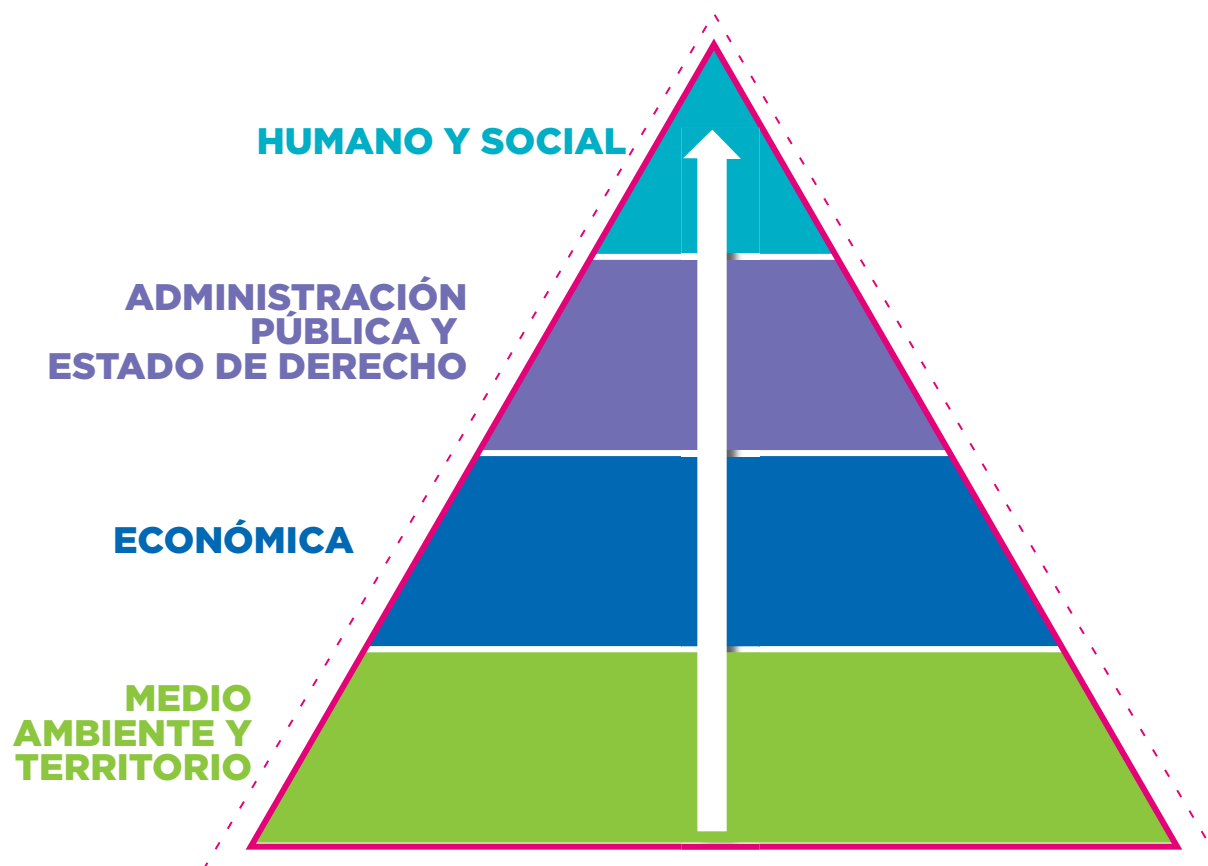 HUMANO Y SOCIAL
ADMINISTRACIÓN
PÚBLICA Y
ESTADO DE DERECHO
ECONÓMICA
MEDIO
AMBIENTE Y
TERRITORIO